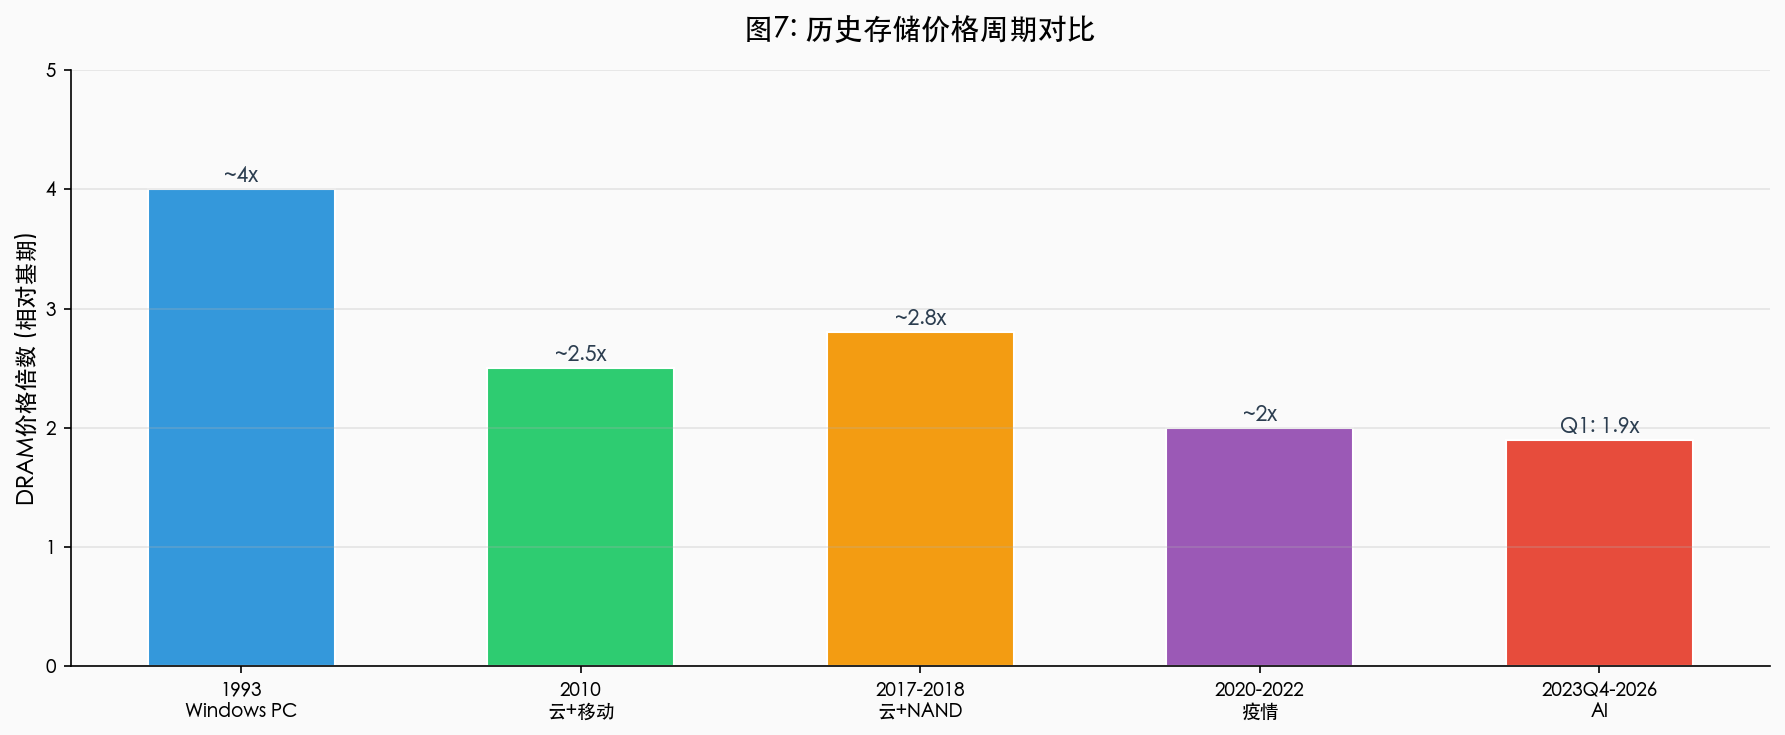 图7: 历史存储价格周期对比
DRAM价格倍数 (相对基期)
5
4
3
2
1
0
~4x
~2.5x
~2.8x
~2x
Q1: 1.9x
1993
Windows PC
2010
云+移动
2017-2018
云+NAND
2020-2022
疫情
2023Q4-2026
AI